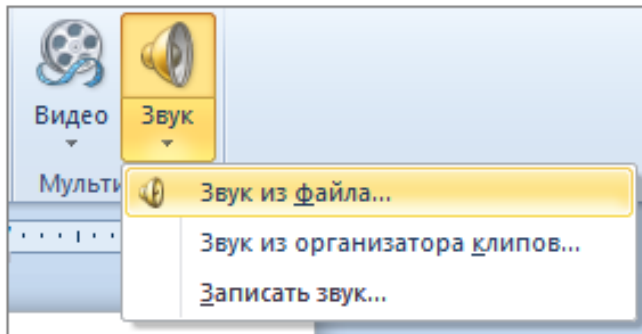 Видео Звук
Мульти
Звук из файла...
Звук из организатора клипов...
Записать звук...